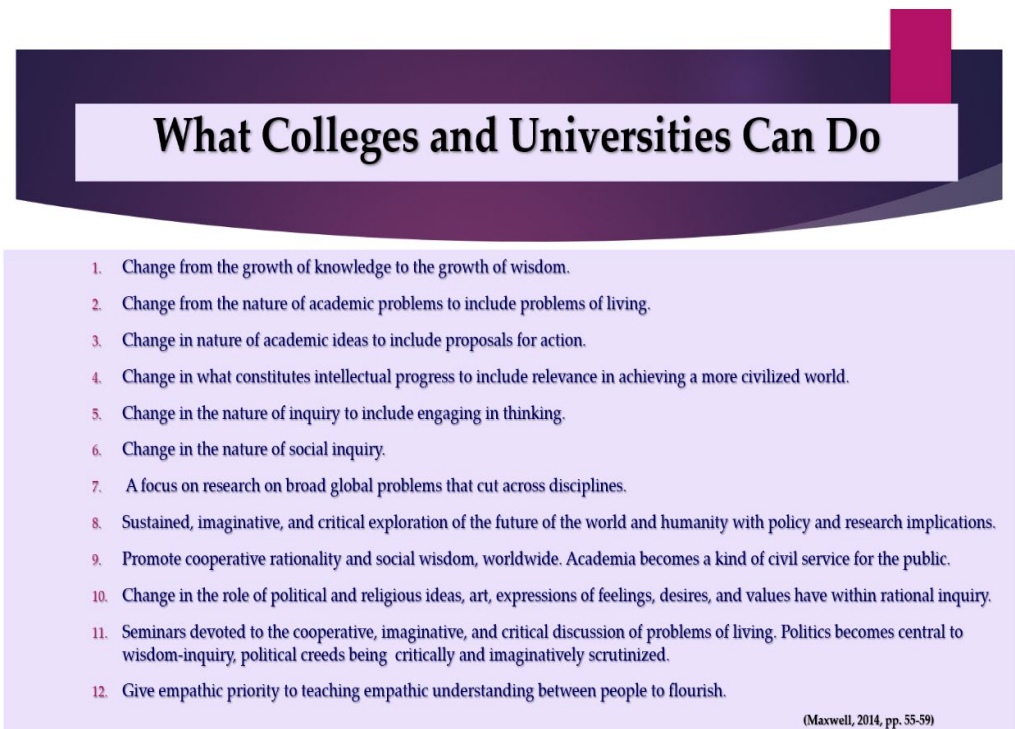 What Colleges and Universities Can Do
1. Change from the growth of knowledge to the growth of wisdom.
2. Change from the nature of academic problems to include problems of living.
3. Change in nature of academic ideas to include proposals for action.
4. Change in what constitutes intellectual progress to include relevance in achieving a more civilized world.
5. Change in the nature of inquiry to include engaging in thinking.
6. Change in the nature of social inquiry.
7. A focus on research on broad global problems that cut across disciplines.
8. Sustained, imaginative, and critical exploration of the future of the world and humanity with policy and research implications.
9. Promote cooperative rationality and social wisdom, worldwide. Academia becomes a kind of civil service for the public.
10. Change in the role of political and religious ideas, art, expressions of feelings, desires, and values have within rational inquiry.
11. Seminars devoted to the cooperative, imaginative, and critical discussion of problems of living. Politics becomes central to
wisdom-inquiry, political creeds being critically and imaginatively scrutinized.
12. Give empathic priority to teaching empathic understanding between people to flourish.
(Maxwell, 2014, pp. 55-59)